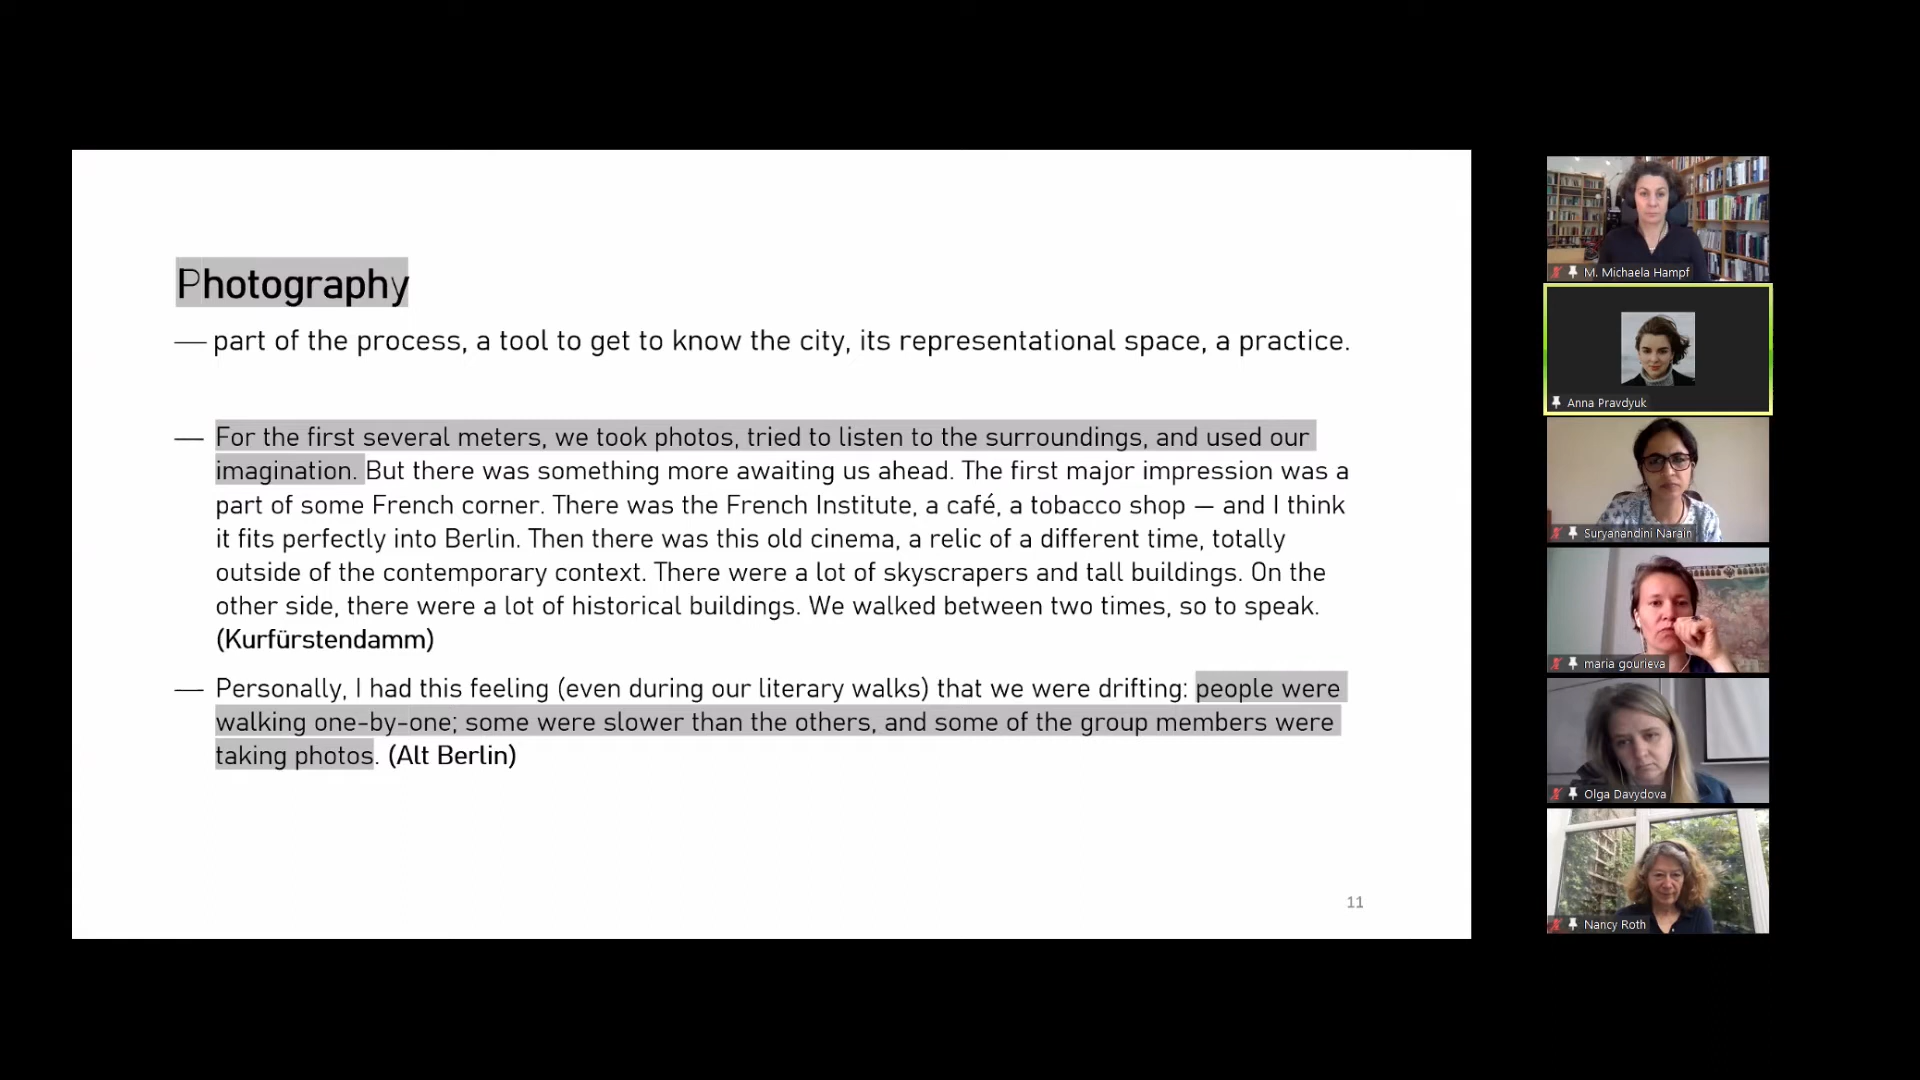 Photography
— part of the process, a tool to get to know the city, its representational space, a practice.
— For the first several meters, we took photos, tried to listen to the surroundings, and used our
imagination. But there was something more awaiting us ahead. The first major impression was a
part of some French corner. There was the French Institute, a café, a tobacco shop — and I think
it fits perfectly into Berlin. Then there was this old cinema, a relic of a different time, totally
outside of the contemporary context. There were a lot of skyscrapers and tall buildings. On the
other side, there were a lot of historical buildings. We walked between two times, so to speak.
(Kurfürstendamm)
— Personally, I had this feeling (even during our literary walks) that we were drifting: people were
walking one-by-one; some were slower than the others, and some of the group members were
taking photos. (Alt Berlin)
11
M. Michaela Hampf
Anna Pravdyuk
Suryanandini Narain
maria gourieva
Olga Davydova
Nancy Roth